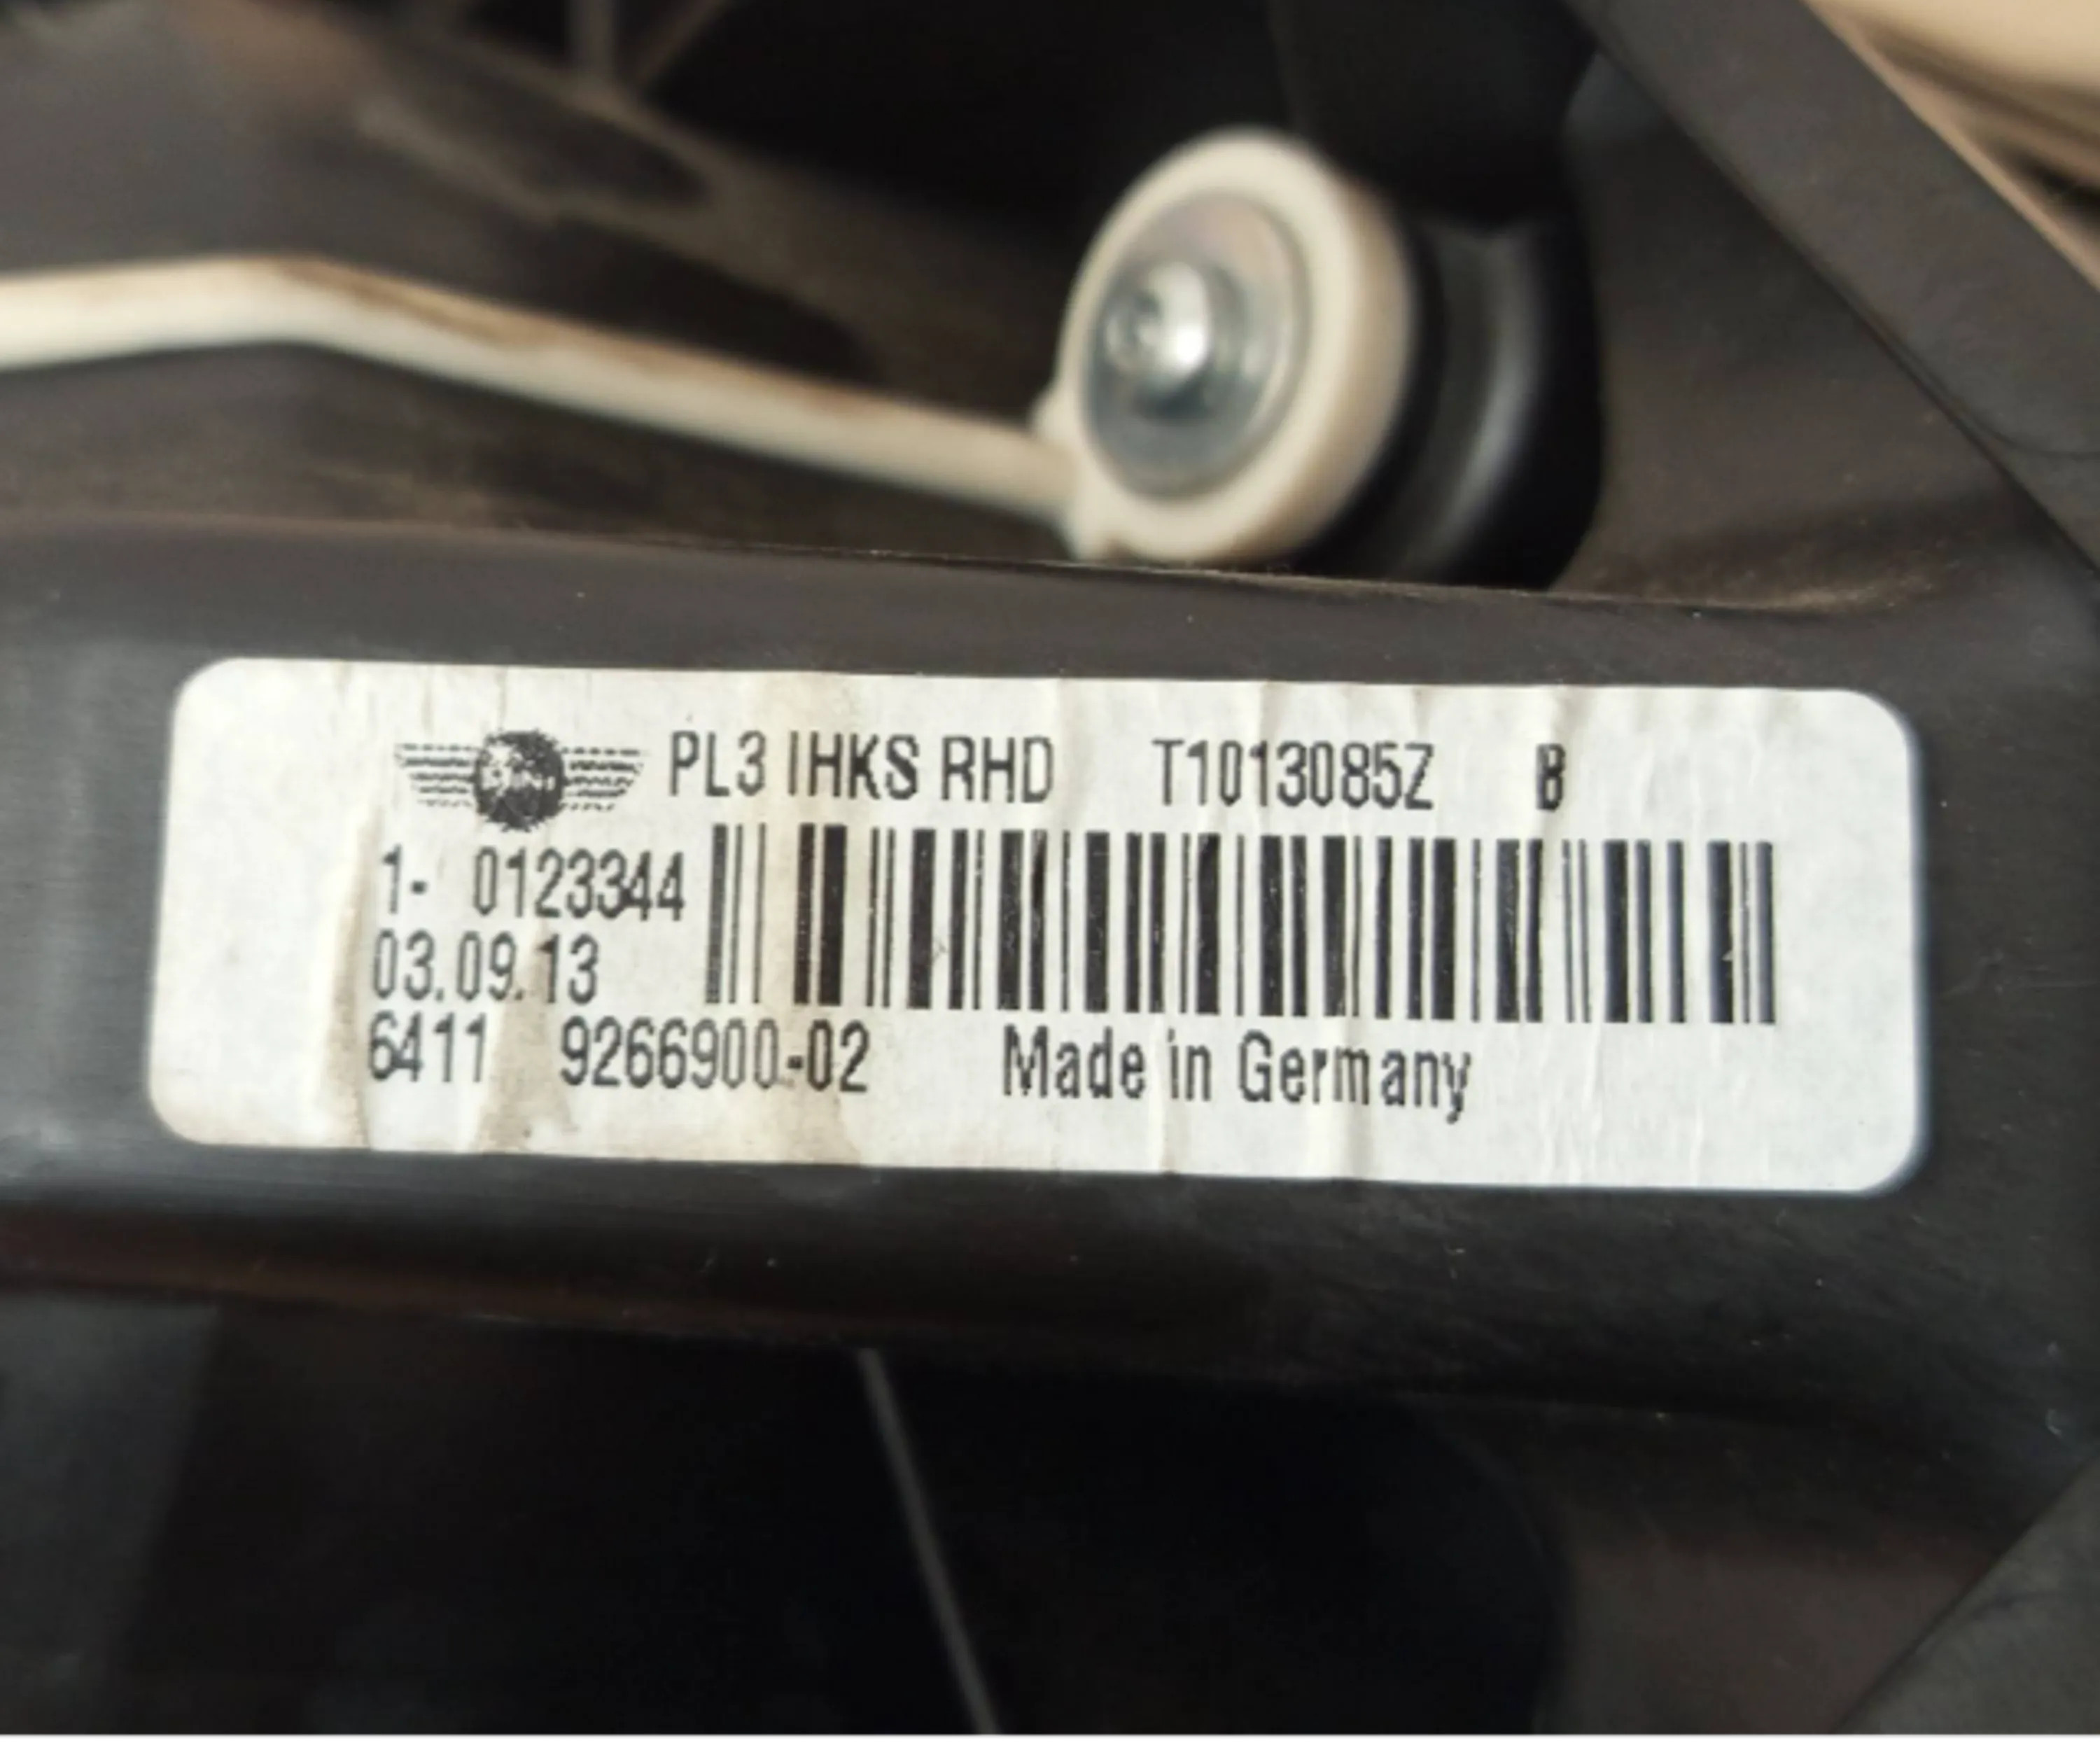 PL3 IHKS RHD T1013085Z B
1- 0123344
03.09.13
6411 9266900-02 Made in Germany